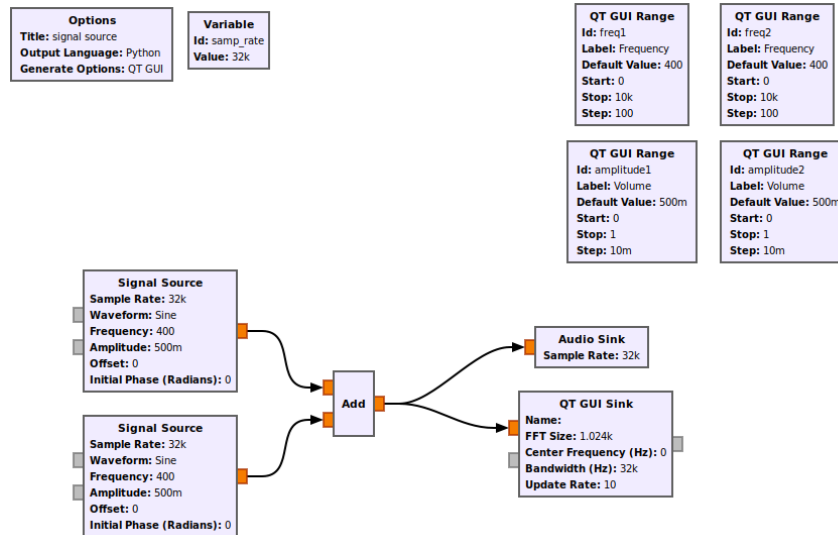 Options
Title: signal source
Output Language: Python
Generate Options: QT GUI
Variable
Id: samp_rate
Value: 32k
QT GUI Range
Id: freq1
Label: Frequency
Default Value: 400
Start: 0
Stop: 10k
Step: 100
QT GUI Range
Id: freq2
Label: Frequency
Default Value: 400
Start: 0
Stop: 10k
Step: 100
QT GUI Range
Id: amplitude1
Label: Volume
Default Value: 500m
Start: 0
Stop: 1
Step: 10m
QT GUI Range
Id: amplitude2
Label: Volume
Default Value: 500m
Start: 0
Stop: 1
Step: 10m
Signal Source
Sample Rate: 32k
Waveform: Sine
Frequency: 400
Amplitude: 500m
Offset: 0
Initial Phase (Radians): 0
Signal Source
Sample Rate: 32k
Waveform: Sine
Frequency: 400
Amplitude: 500m
Offset: 0
Initial Phase (Radians): 0
Add
Audio Sink
Sample Rate: 32k
QT GUI Sink
Name:
FFT Size: 1.024k
Center Frequency (Hz): 0
Bandwidth (Hz): 32k
Update Rate: 10